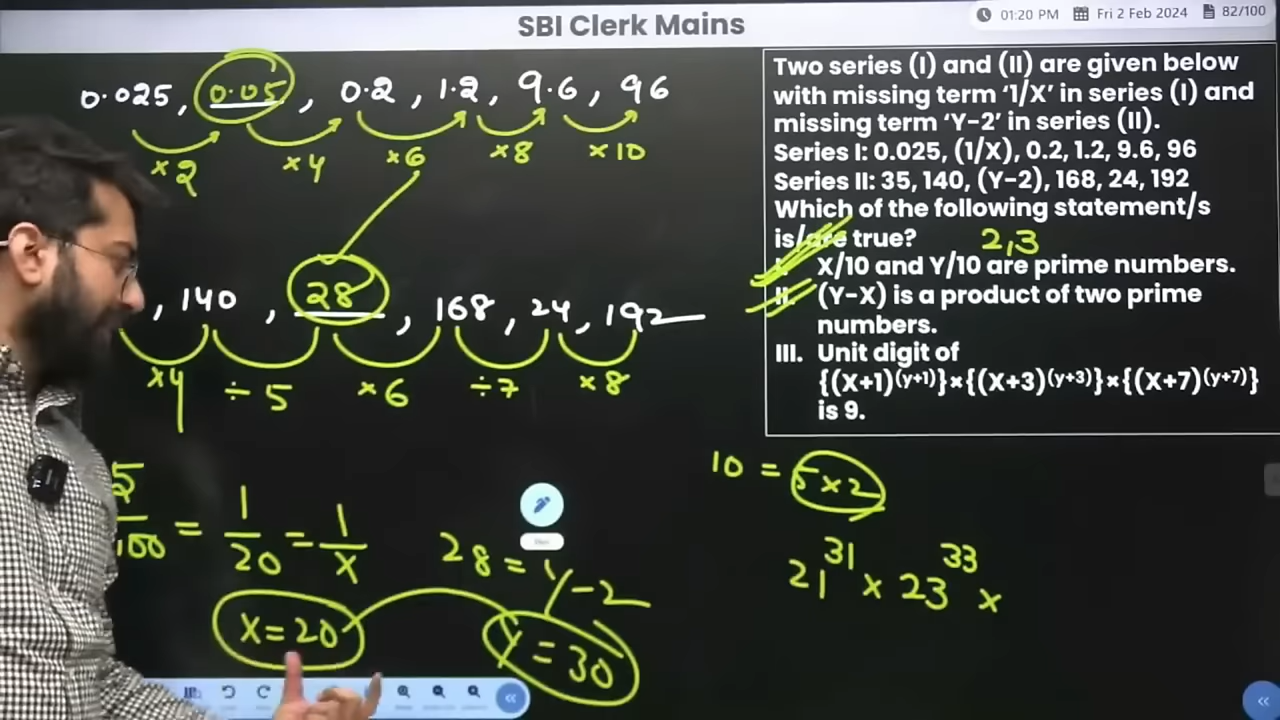 SBI Clerk Mains
01:20 PM Fri 2 Feb 2024 82/100
0.025, 0.05, 0.2, 1.2, 9.6, 96
×2 ×4 ×6 ×8 ×10
, 140, 28, 168, 24, 192
×4 ÷5 ×6 ÷7 ×8
5/100 = 1/20 = 1/x
x=20
28 = Y-2
Y = 30
Two series (I) and (II) are given below
with missing term ‘1/X’ in series (I) and
missing term ‘Y-2’ in series (II).
Series I: 0.025, (1/X), 0.2, 1.2, 9.6, 96
Series II: 35, 140, (Y-2), 168, 24, 192
Which of the following statement/s
is/are true? 2,3
I. X/10 and Y/10 are prime numbers.
II. (Y-X) is a product of two prime
numbers.
III. Unit digit of
{(X+1)^(y+1)}×{(X+3)^(y+3)}×{(X+7)^(y+7)}
is 9.
10 = 5×2
21^31 × 23^33 ×